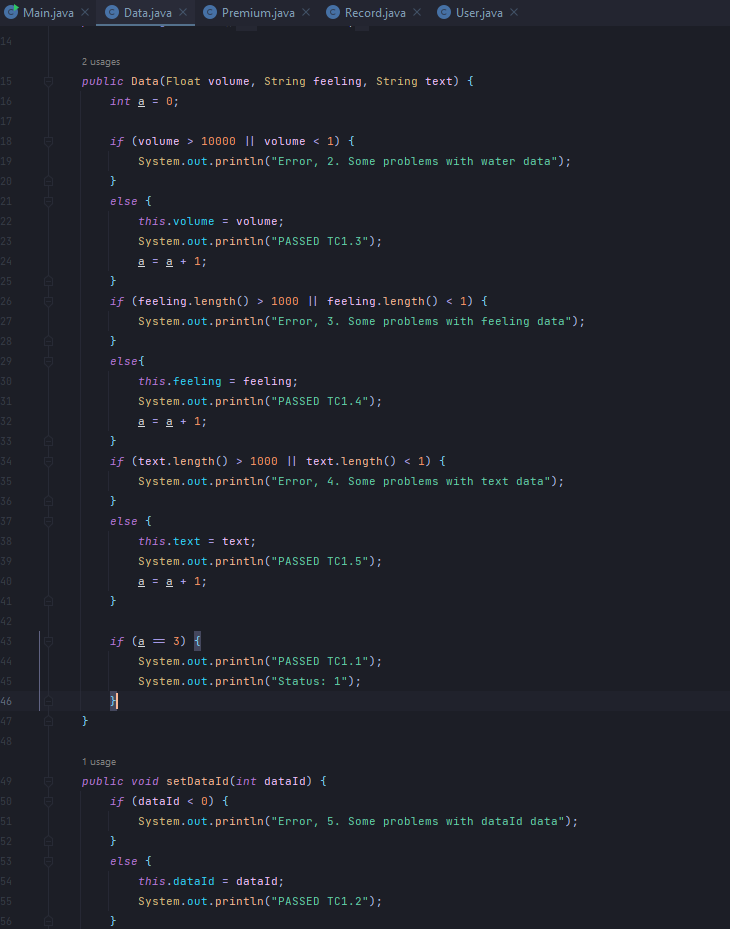 Main.java × Data.java × Premium.java × Record.java × User.java ×
14
2 usages
15 public Data(Float volume, String feeling, String text) {
16 int a = 0;
17
18 if (volume > 10000 || volume < 1) {
19 System.out.println("Error, 2. Some problems with water data");
20 }
21 else {
22 this.volume = volume;
23 System.out.println("PASSED TC1.3");
24 a = a + 1;
25 }
26 if (feeling.length() > 1000 || feeling.length() < 1) {
27 System.out.println("Error, 3. Some problems with feeling data");
28 }
29 else{
30 this.feeling = feeling;
31 System.out.println("PASSED TC1.4");
32 a = a + 1;
33 }
34 if (text.length() > 1000 || text.length() < 1) {
35 System.out.println("Error, 4. Some problems with text data");
36 }
37 else {
38 this.text = text;
39 System.out.println("PASSED TC1.5");
40 a = a + 1;
41 }
42
43 if (a == 3) {
44 System.out.println("PASSED TC1.1");
45 System.out.println("Status: 1");
46 }
47 }
48
1 usage
49 public void setDataId(int dataId) {
50 if (dataId < 0) {
51 System.out.println("Error, 5. Some problems with dataId data");
52 }
53 else {
54 this.dataId = dataId;
55 System.out.println("PASSED TC1.2");
56 }